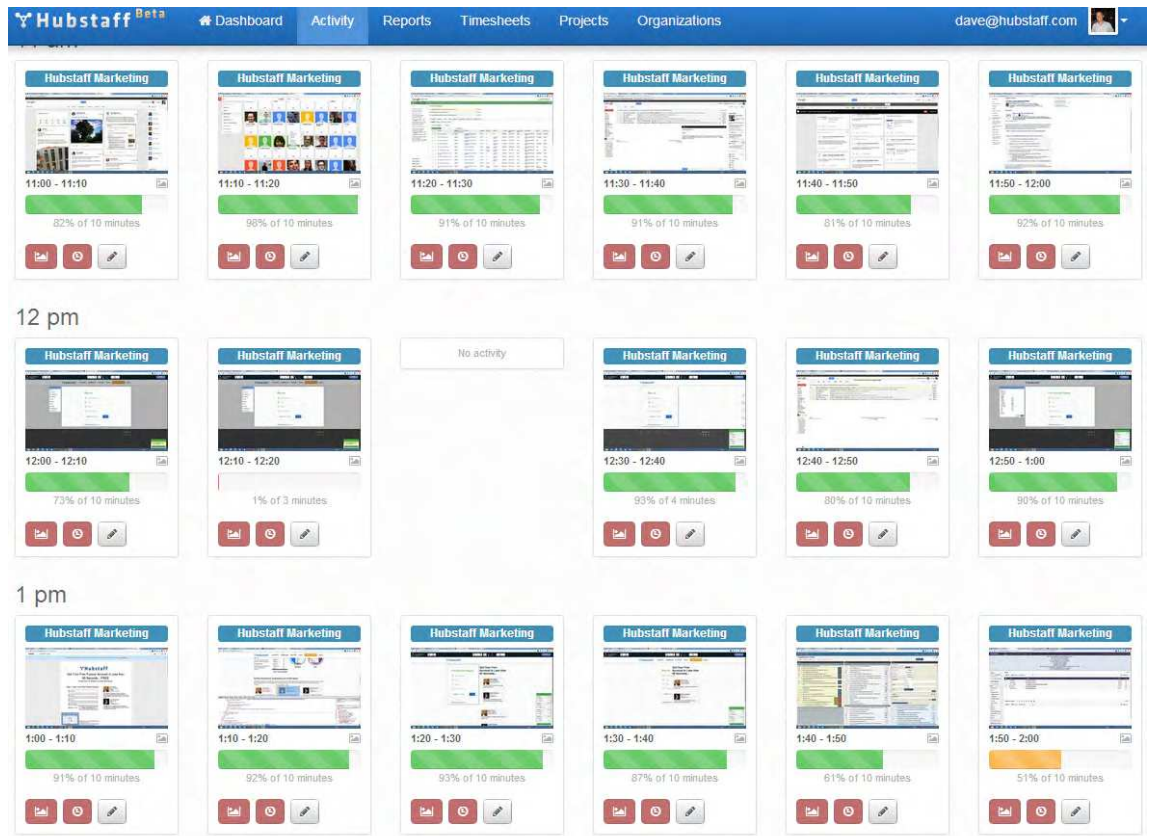 Hubstaff Beta Dashboard Activity Reports Timesheets Projects Organizations dave@hubstaff.com
11 am
Hubstaff Marketing Hubstaff Marketing Hubstaff Marketing Hubstaff Marketing Hubstaff Marketing Hubstaff Marketing
11:00 - 11:10 11:10 - 11:20 11:20 - 11:30 11:30 - 11:40 11:40 - 11:50 11:50 - 12:00
82% of 10 minutes 98% of 10 minutes 91% of 10 minutes 91% of 10 minutes 81% of 10 minutes 92% of 10 minutes
12 pm
Hubstaff Marketing Hubstaff Marketing No activity Hubstaff Marketing Hubstaff Marketing Hubstaff Marketing
12:00 - 12:10 12:10 - 12:20 12:30 - 12:40 12:40 - 12:50 12:50 - 1:00
73% of 10 minutes 1% of 3 minutes 93% of 4 minutes 80% of 10 minutes 90% of 10 minutes
1 pm
Hubstaff Marketing Hubstaff Marketing Hubstaff Marketing Hubstaff Marketing Hubstaff Marketing Hubstaff Marketing
Hubstaff
1:00 - 1:10 1:10 - 1:20 1:20 - 1:30 1:30 - 1:40 1:40 - 1:50 1:50 - 2:00
91% of 10 minutes 92% of 10 minutes 93% of 10 minutes 87% of 10 minutes 61% of 10 minutes 51% of 10 minutes